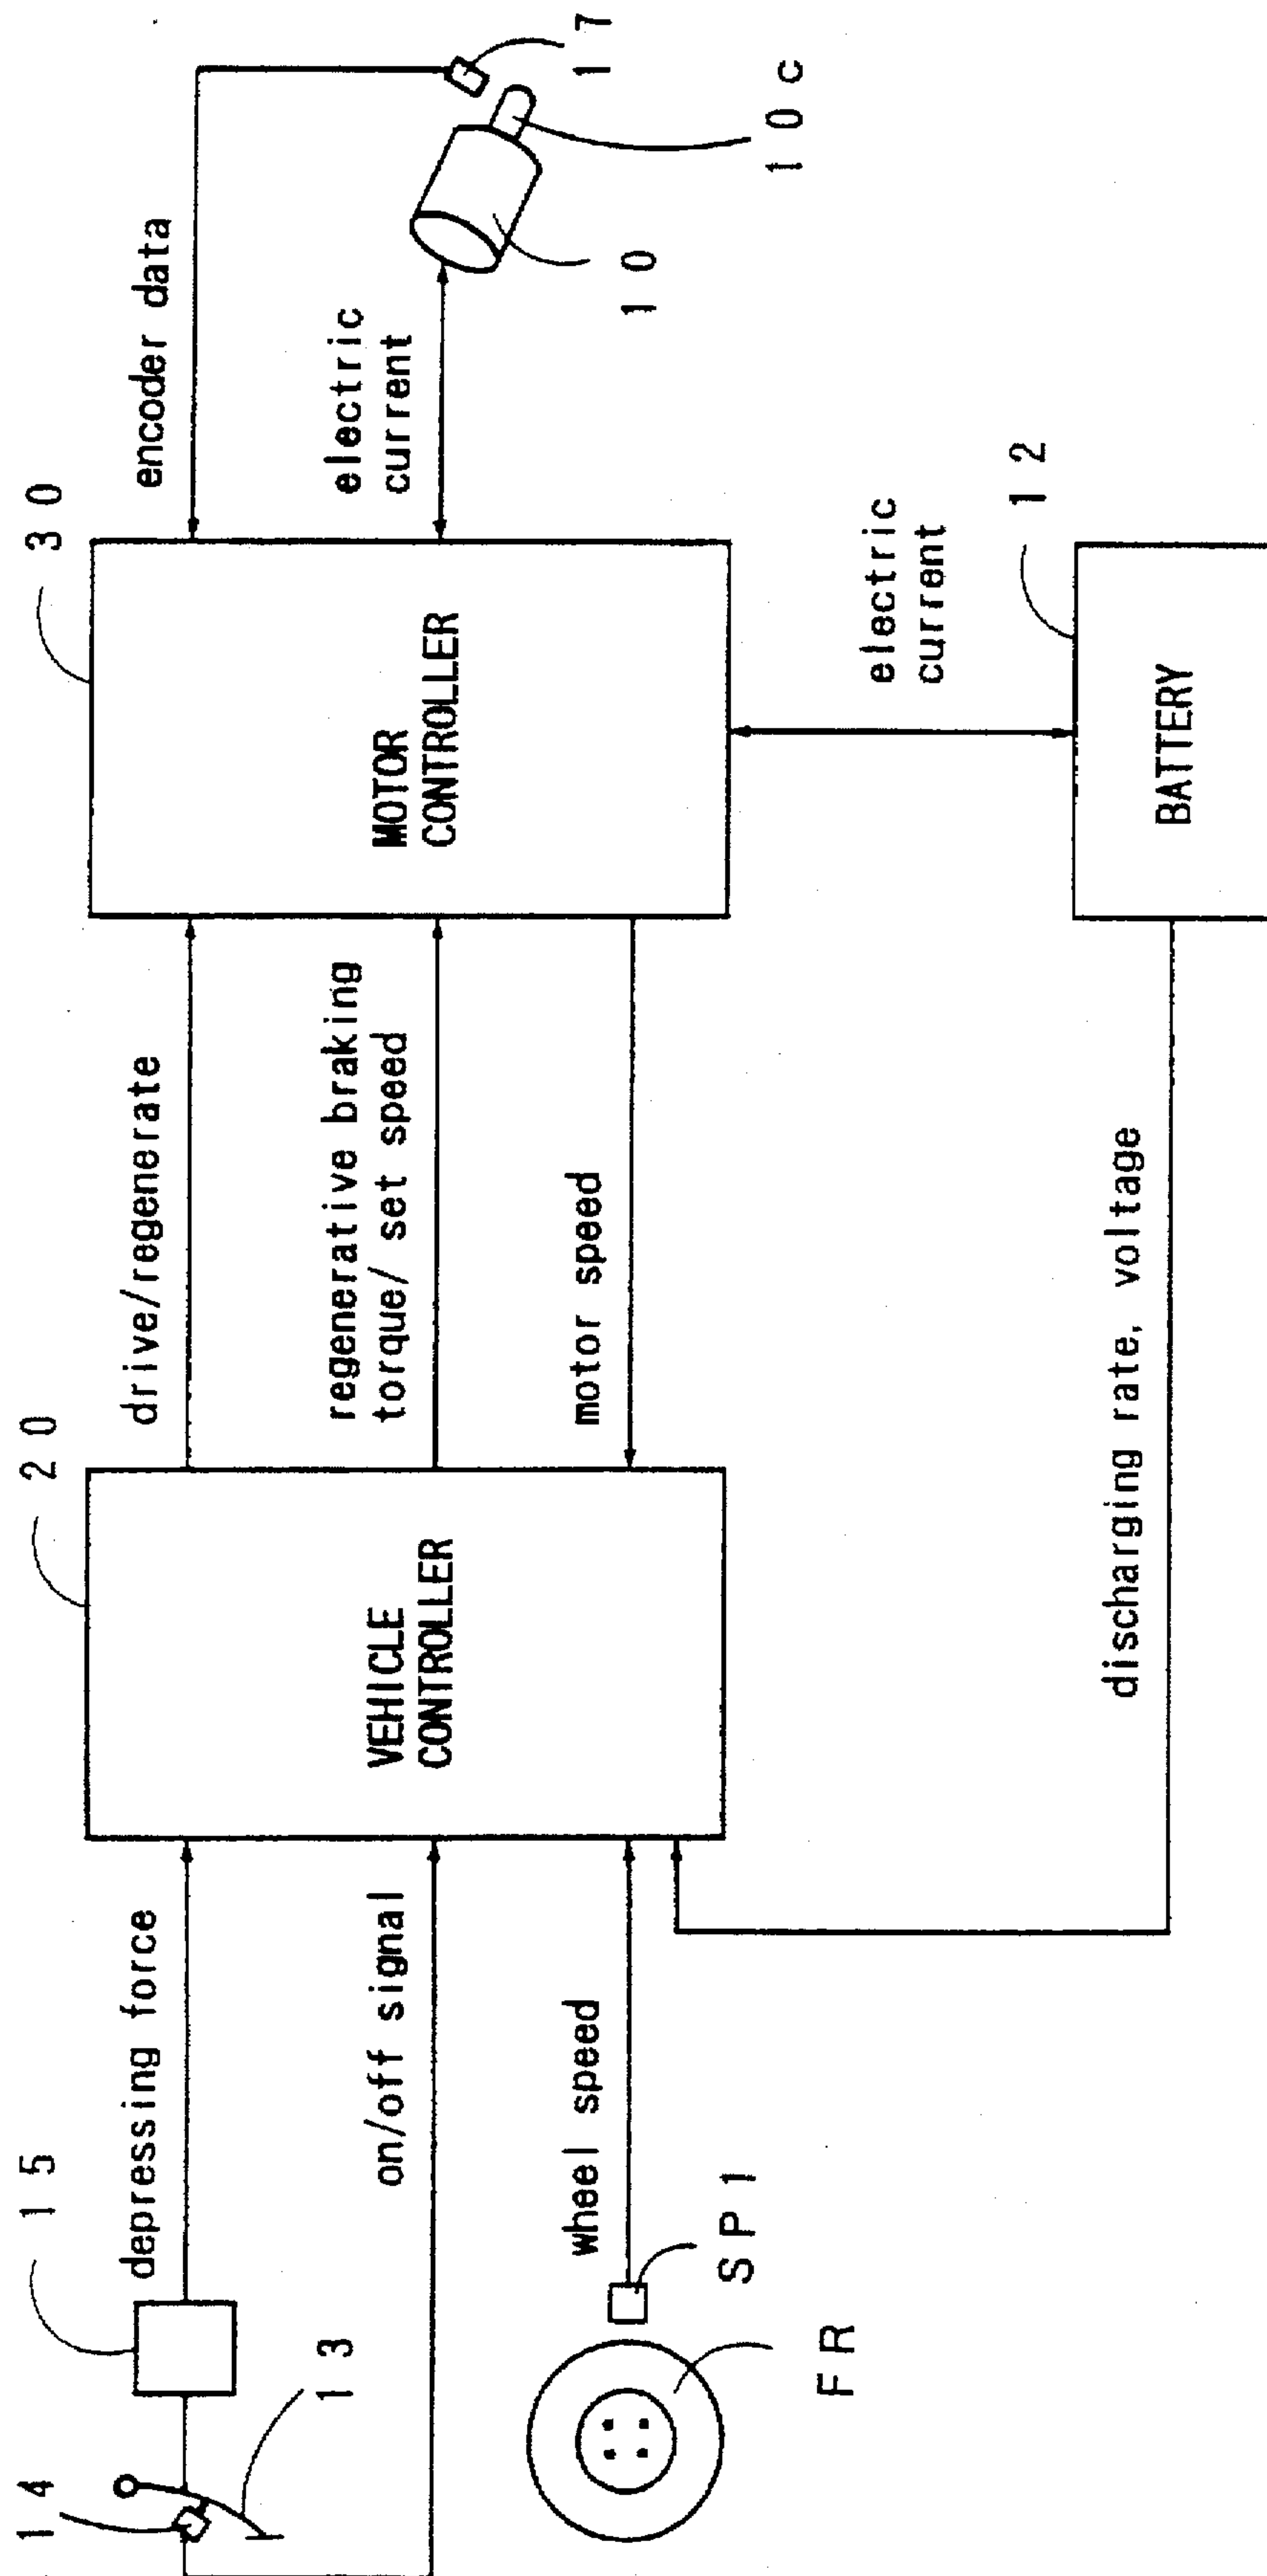 14
15
13
depressing force
on/off signal
wheel speed
SP1
FR
20
VEHICLE
CONTROLLER
drive/regenerate
regenerative braking
torque/ set speed
motor speed
discharging rate, voltage
30
MOTOR
CONTROLLER
encoder data
electric
current
17
10c
10
electric
current
12
BATTERY